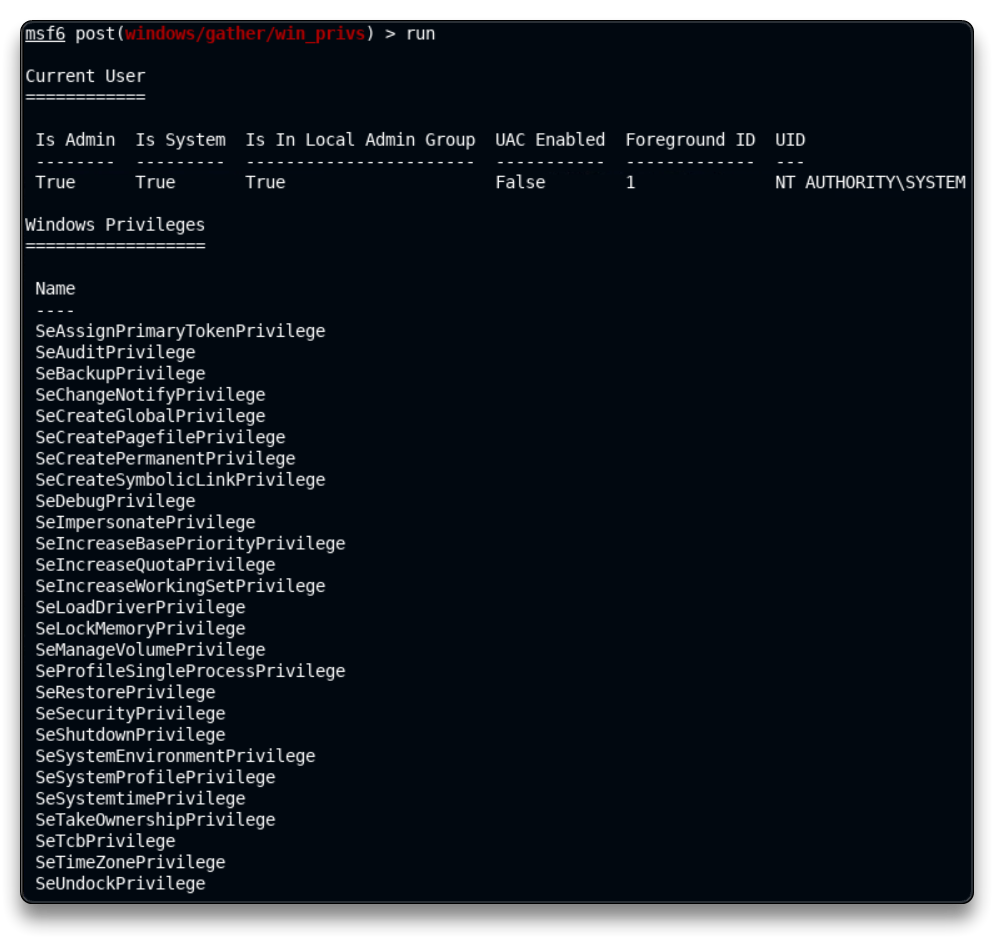 msf6 post(windows/gather/win_privs) > run
Current User
============
Is Admin  Is System  Is In Local Admin Group  UAC Enabled  Foreground ID  UID
--------  ---------  -----------------------  -----------  -------------  ---
True      True       True                     False        1              NT AUTHORITY\SYSTEM
Windows Privileges
==================
Name
----
SeAssignPrimaryTokenPrivilege
SeAuditPrivilege
SeBackupPrivilege
SeChangeNotifyPrivilege
SeCreateGlobalPrivilege
SeCreatePagefilePrivilege
SeCreatePermanentPrivilege
SeCreateSymbolicLinkPrivilege
SeDebugPrivilege
SeImpersonatePrivilege
SeIncreaseBasePriorityPrivilege
SeIncreaseQuotaPrivilege
SeIncreaseWorkingSetPrivilege
SeLoadDriverPrivilege
SeLockMemoryPrivilege
SeManageVolumePrivilege
SeProfileSingleProcessPrivilege
SeRestorePrivilege
SeSecurityPrivilege
SeShutdownPrivilege
SeSystemEnvironmentPrivilege
SeSystemProfilePrivilege
SeSystemtimePrivilege
SeTakeOwnershipPrivilege
SeTcbPrivilege
SeTimeZonePrivilege
SeUndockPrivilege